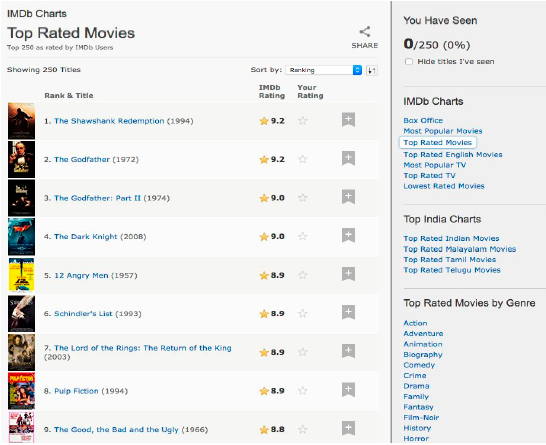 IMDb Charts
Top Rated Movies
Top 250 as rated by IMDb Users
SHARE
Showing 250 Titles
Sort by: Ranking
Rank & Title
IMDb Rating
Your Rating
1. The Shawshank Redemption (1994)
9.2
2. The Godfather (1972)
9.2
3. The Godfather: Part II (1974)
9.0
4. The Dark Knight (2008)
9.0
5. 12 Angry Men (1957)
8.9
6. Schindler's List (1993)
8.9
7. The Lord of the Rings: The Return of the King
(2003)
8.9
8. Pulp Fiction (1994)
8.9
9. The Good, the Bad and the Ugly (1966)
8.8
You Have Seen
0/250 (0%)
Hide titles I've seen
IMDb Charts
Box Office
Most Popular Movies
Top Rated Movies
Top Rated English Movies
Most Popular TV
Top Rated TV
Lowest Rated Movies
Top India Charts
Top Rated Indian Movies
Top Rated Malayalam Movies
Top Rated Tamil Movies
Top Rated Telugu Movies
Top Rated Movies by Genre
Action
Adventure
Animation
Biography
Comedy
Crime
Drama
Family
Fantasy
Film-Noir
History
Horror